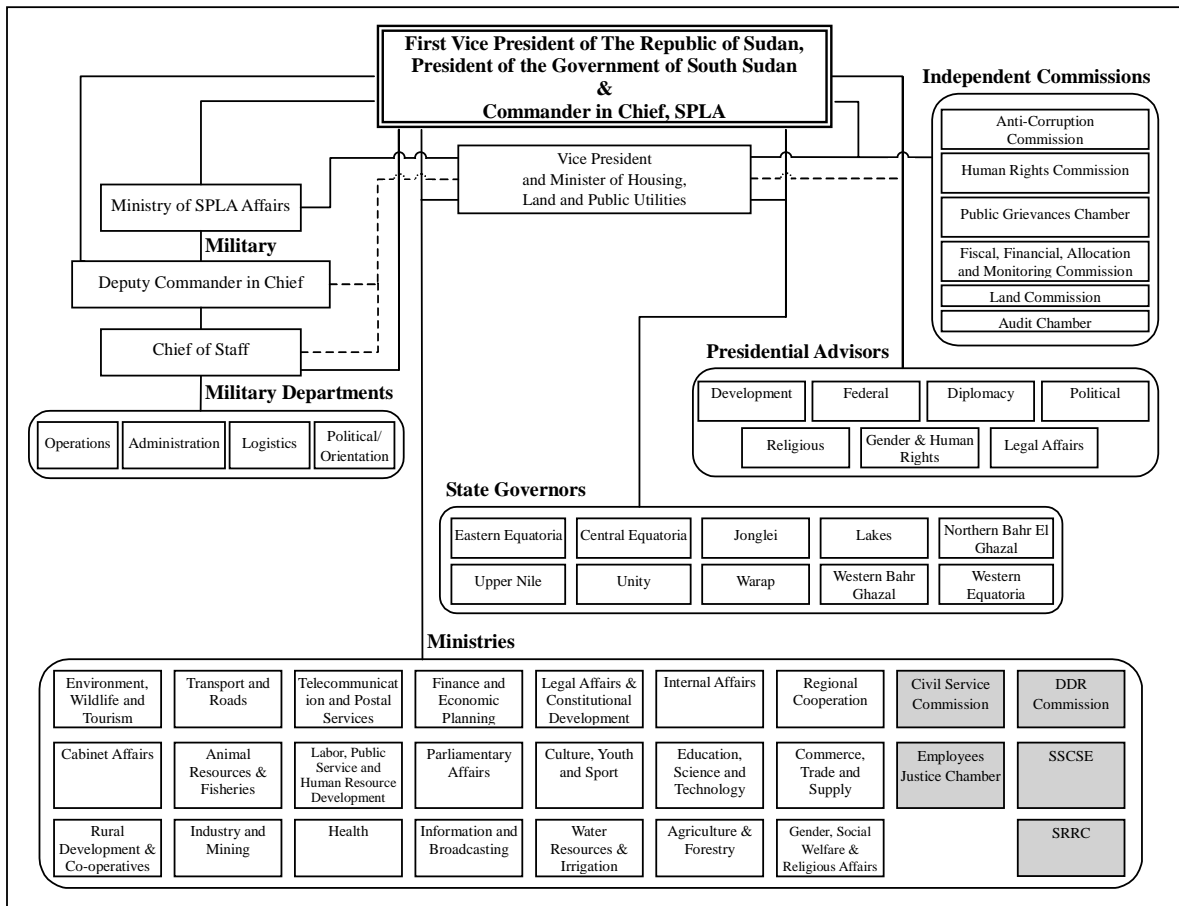 First Vice President of The Republic of Sudan,
President of the Government of South Sudan
&
Commander in Chief, SPLA
Independent Commissions
Anti-Corruption
Commission
Human Rights Commission
Public Grievances Chamber
Fiscal, Financial, Allocation
and Monitoring Commission
Land Commission
Audit Chamber
Vice President
and Minister of Housing,
Land and Public Utilities
Ministry of SPLA Affairs
Military
Deputy Commander in Chief
Chief of Staff
Military Departments
Operations
Administration
Logistics
Political/
Orientation
Presidential Advisors
Development
Federal
Diplomacy
Political
Religious
Gender & Human
Rights
Legal Affairs
State Governors
Eastern Equatoria
Central Equatoria
Jonglei
Lakes
Northern Bahr El
Ghazal
Upper Nile
Unity
Warap
Western Bahr
Ghazal
Western
Equatoria
Ministries
Environment,
Wildlife and
Tourism
Transport and
Roads
Telecommunicat
ion and Postal
Services
Finance and
Economic
Planning
Legal Affairs &
Constitutional
Development
Internal Affairs
Regional
Cooperation
Civil Service
Commission
DDR
Commission
Cabinet Affairs
Animal
Resources &
Fisheries
Labor, Public
Service and
Human Resource
Development
Parliamentary
Affairs
Culture, Youth
and Sport
Education,
Science and
Technology
Commerce,
Trade and
Supply
Employees
Justice Chamber
SSCSE
Rural
Development &
Co-operatives
Industry and
Mining
Health
Information and
Broadcasting
Water
Resources &
Irrigation
Agriculture &
Forestry
Gender, Social
Welfare &
Religious Affairs
SRRC